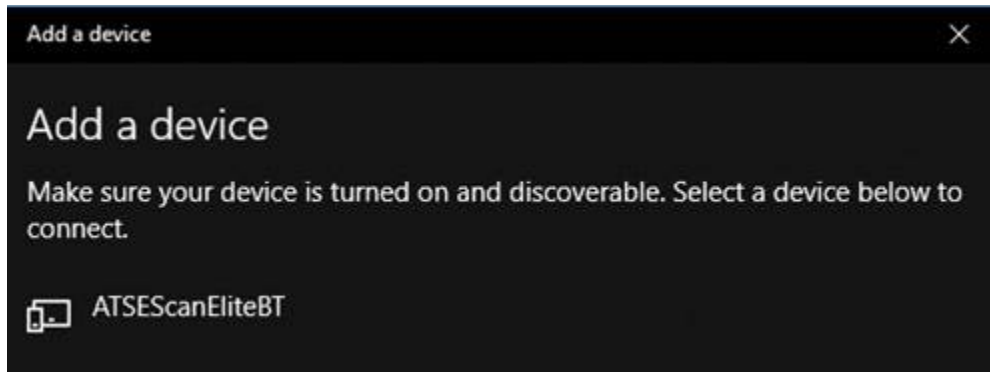 Add a device
Add a device
Make sure your device is turned on and discoverable. Select a device below to
connect.
ATSEScanEliteBT